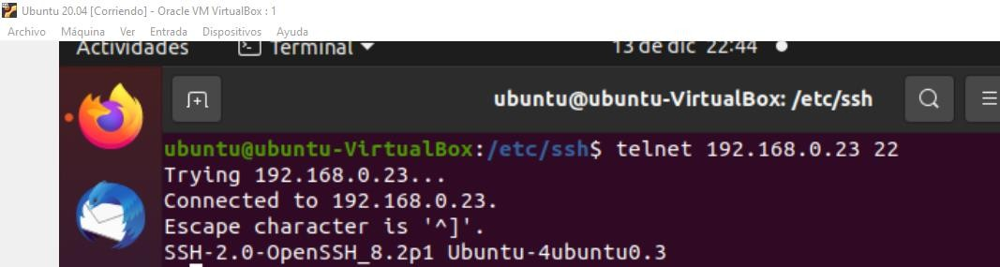 Ubuntu 20.04 [Corriendo] - Oracle VM VirtualBox : 1
Archivo Máquina Ver Entrada Dispositivos Ayuda
Actividades Terminal 13 de dic 22:44
ubuntu@ubuntu-VirtualBox: /etc/ssh
ubuntu@ubuntu-VirtualBox:/etc/ssh$ telnet 192.168.0.23 22
Trying 192.168.0.23...
Connected to 192.168.0.23.
Escape character is '^]'.
SSH-2.0-OpenSSH_8.2p1 Ubuntu-4ubuntu0.3